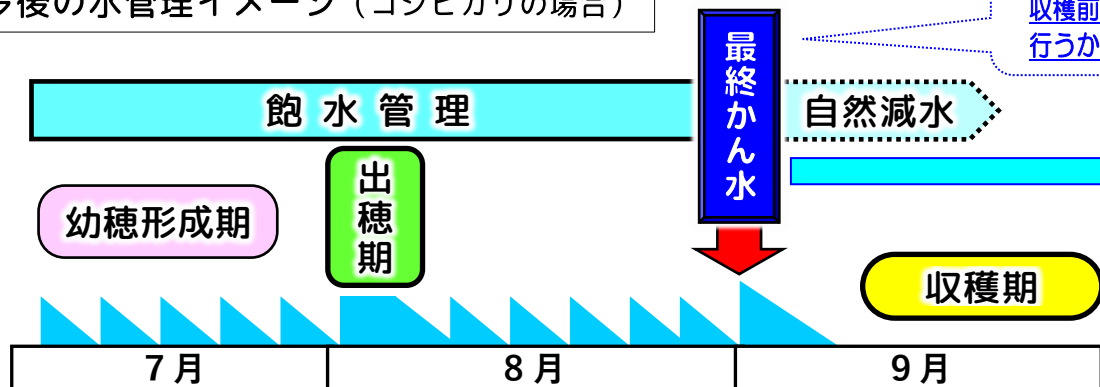 今後の水管理イメージ（コシヒカリの場合）
収穫前
行うか
最終かん水
飽水管理
自然減水
出穂期
幼穂形成期
収穫期
7月
8月
9月